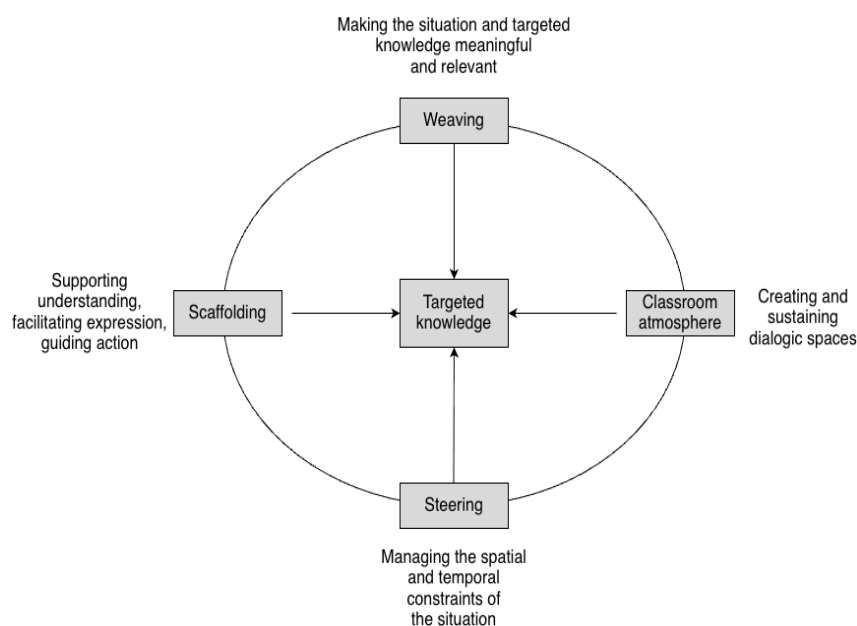 Making the situation and targeted
knowledge meaningful
and relevant
Weaving
Supporting
understanding,
facilitating expression,
guiding action
Scaffolding
Targeted
knowledge
Classroom
atmosphere
Creating and
sustaining
dialogic spaces
Steering
Managing the spatial
and temporal
constraints of
the situation